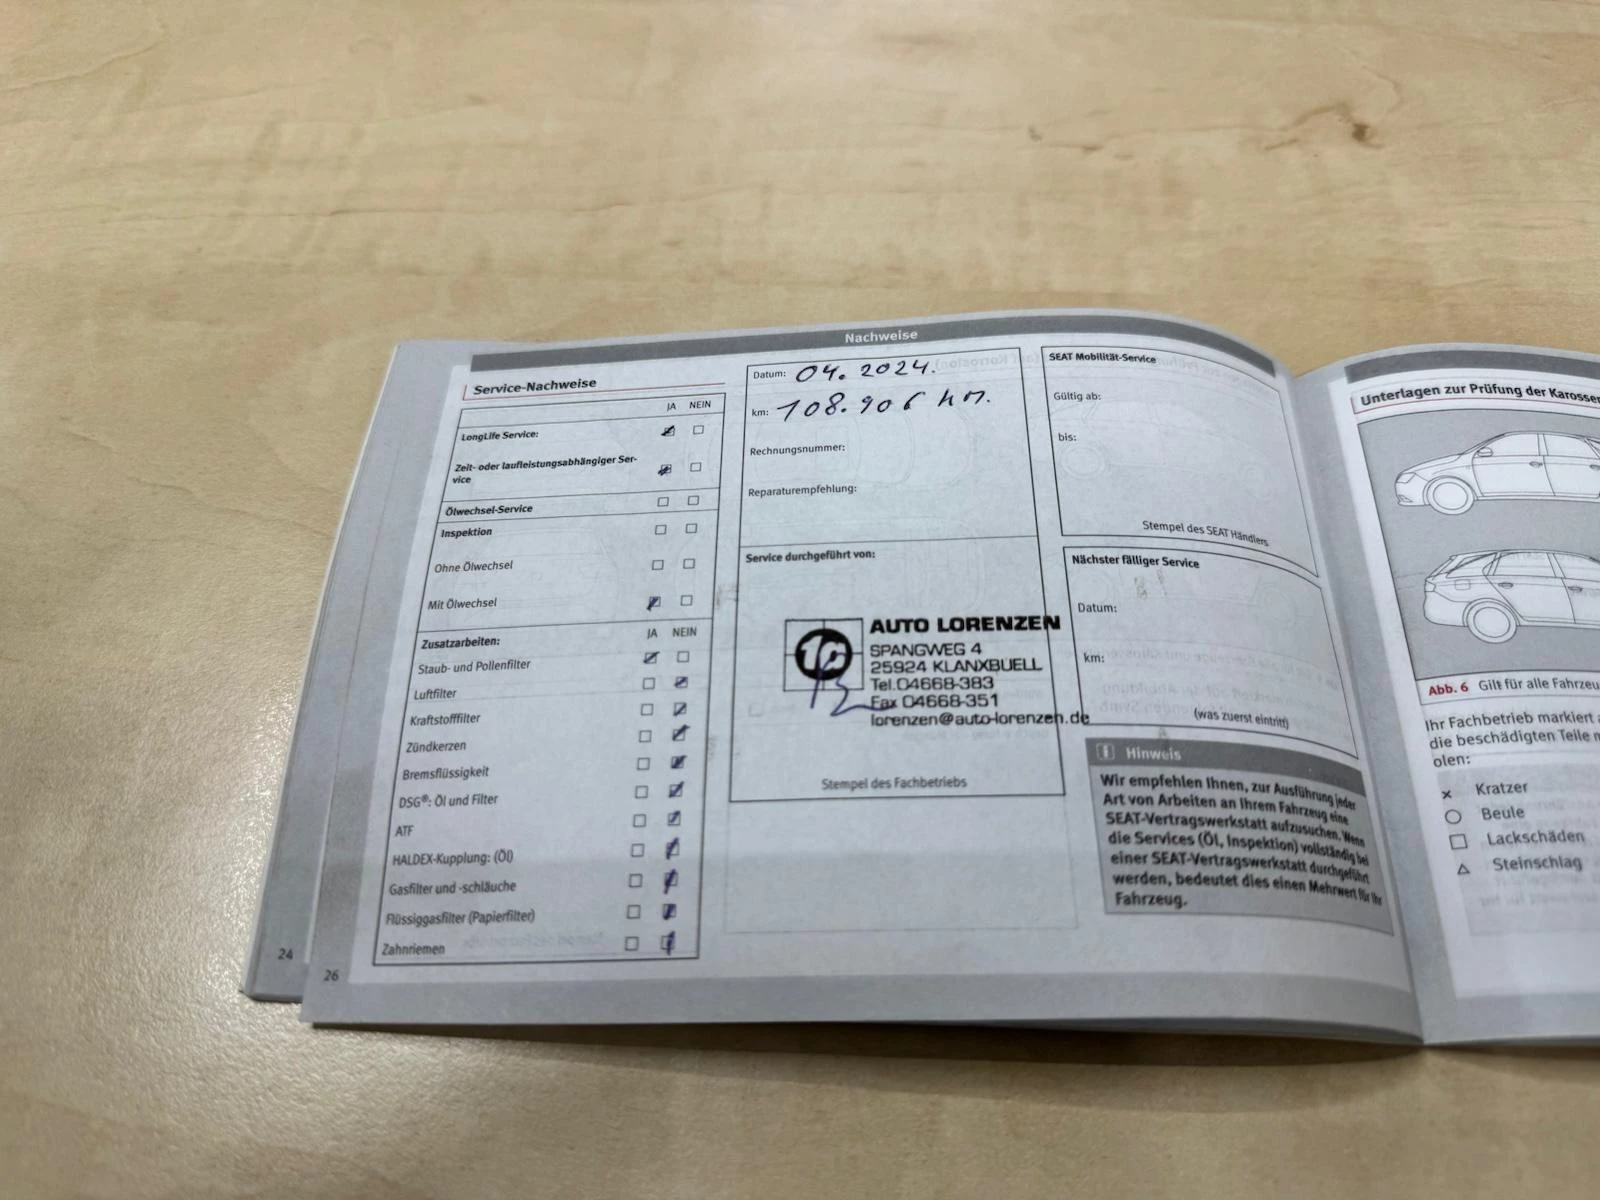 Nachweise
Service-Nachweise
JA NEIN
LongLife Service:
Zeit- oder laufleistungsabhängiger Ser-
vice
Ölwechsel-Service
Inspektion
Ohne Ölwechsel
Mit Ölwechsel
Zusatzarbeiten: JA NEIN
Staub- und Pollenfilter
Luftfilter
Kraftstofffilter
Zündkerzen
Bremsflüssigkeit
DSG®: Öl und Filter
ATF
HALDEX-Kupplung: (Öl)
Gasfilter und -schläuche
Flüssiggasfilter (Papierfilter)
Zahnriemen
24
26
Datum: 04. 2024.
km: 108.906 km.
Rechnungsnummer:
Reparaturempfehlung:
Service durchgeführt von:
AUTO LORENZEN
SPANGWEG 4
25924 KLANXBUELL
Tel.04668-383
Fax 04668-351
lorenzen@auto-lorenzen.de
Stempel des Fachbetriebs
SEAT Mobilität-Service
Gültig ab:
bis:
Stempel des SEAT Händlers
Nächster fälliger Service
Datum:
km:
(was zuerst eintritt)
Hinweis
Wir empfehlen Ihnen, zur Ausführung jeder
Art von Arbeiten an Ihrem Fahrzeug eine
SEAT-Vertragswerkstatt aufzusuchen. Wenn
die Services (Öl, Inspektion) vollständig bei
einer SEAT-Vertragswerkstatt durchgeführt
werden, bedeutet dies einen Mehrwert für Ihr
Fahrzeug.
Unterlagen zur Prüfung der Karosser
Abb. 6 Gilt für alle Fahrzeu
Ihr Fachbetrieb markiert
die beschädigten Teile
olen:
Kratzer
Beule
Lackschäden
Steinschlag